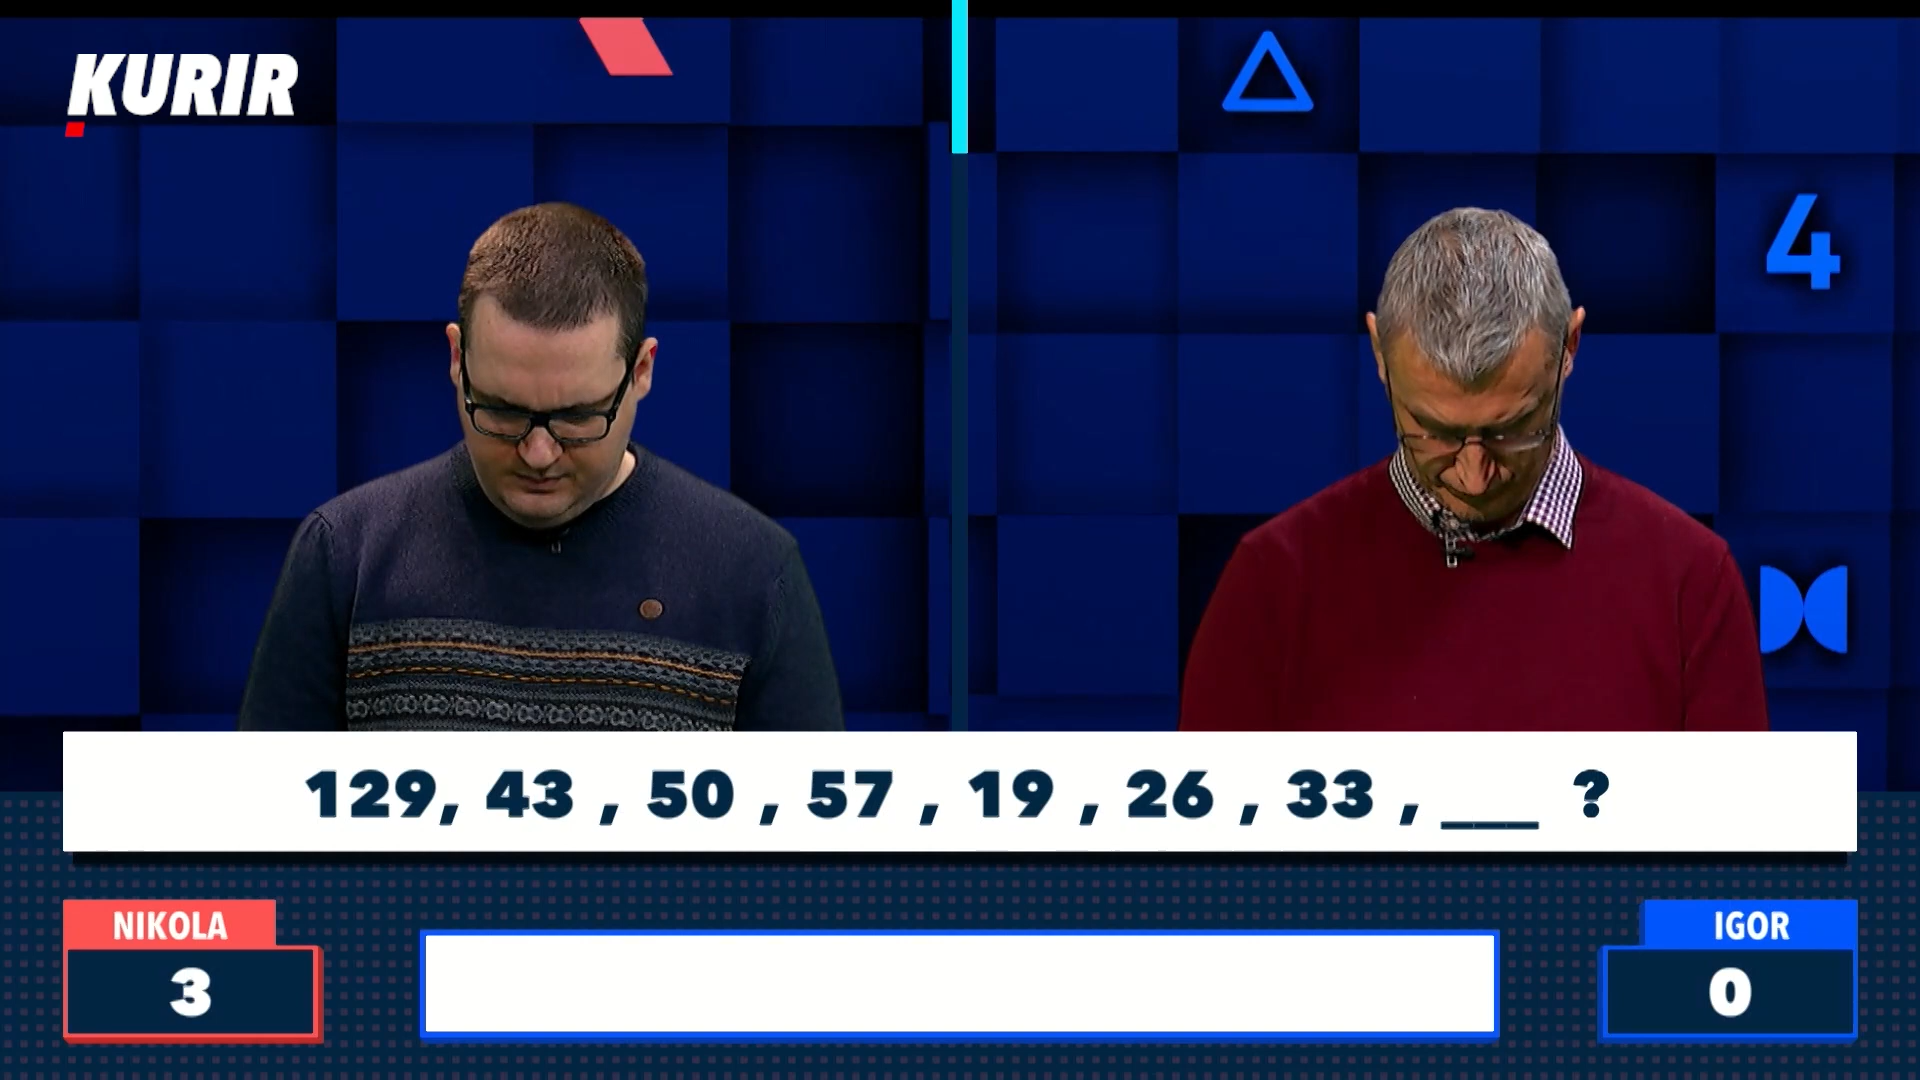 KURIR
4
129, 43 , 50 , 57 , 19 , 26 , 33 , ___ ?
NIKOLA
3
IGOR
0